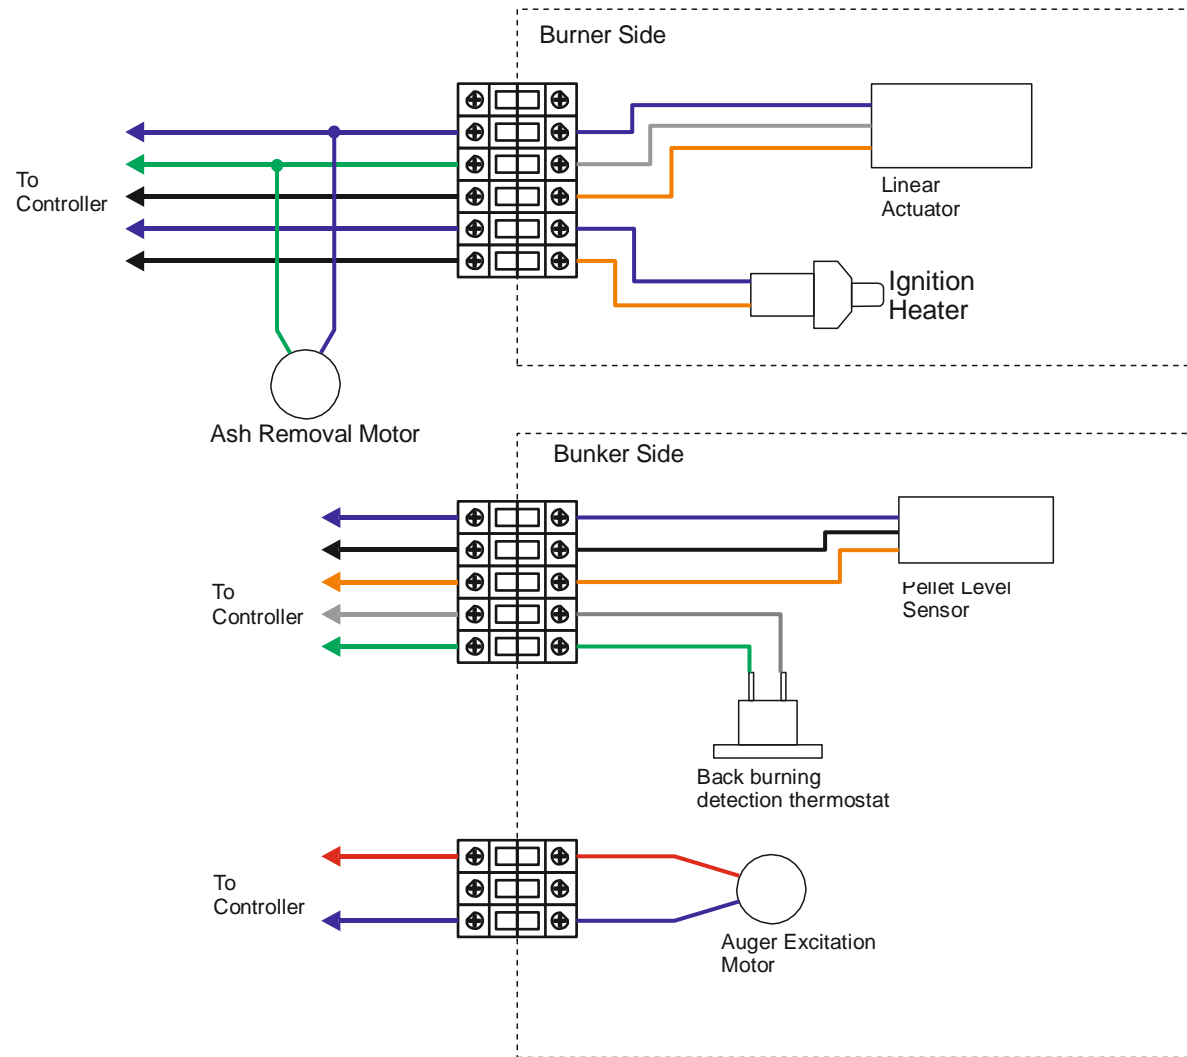 Burner Side
To
Controller
Linear
Actuator
Ignition
Heater
Ash Removal Motor
Bunker Side
To
Controller
Pellet Level
Sensor
Back burning
detection thermostat
To
Controller
Auger Excitation
Motor